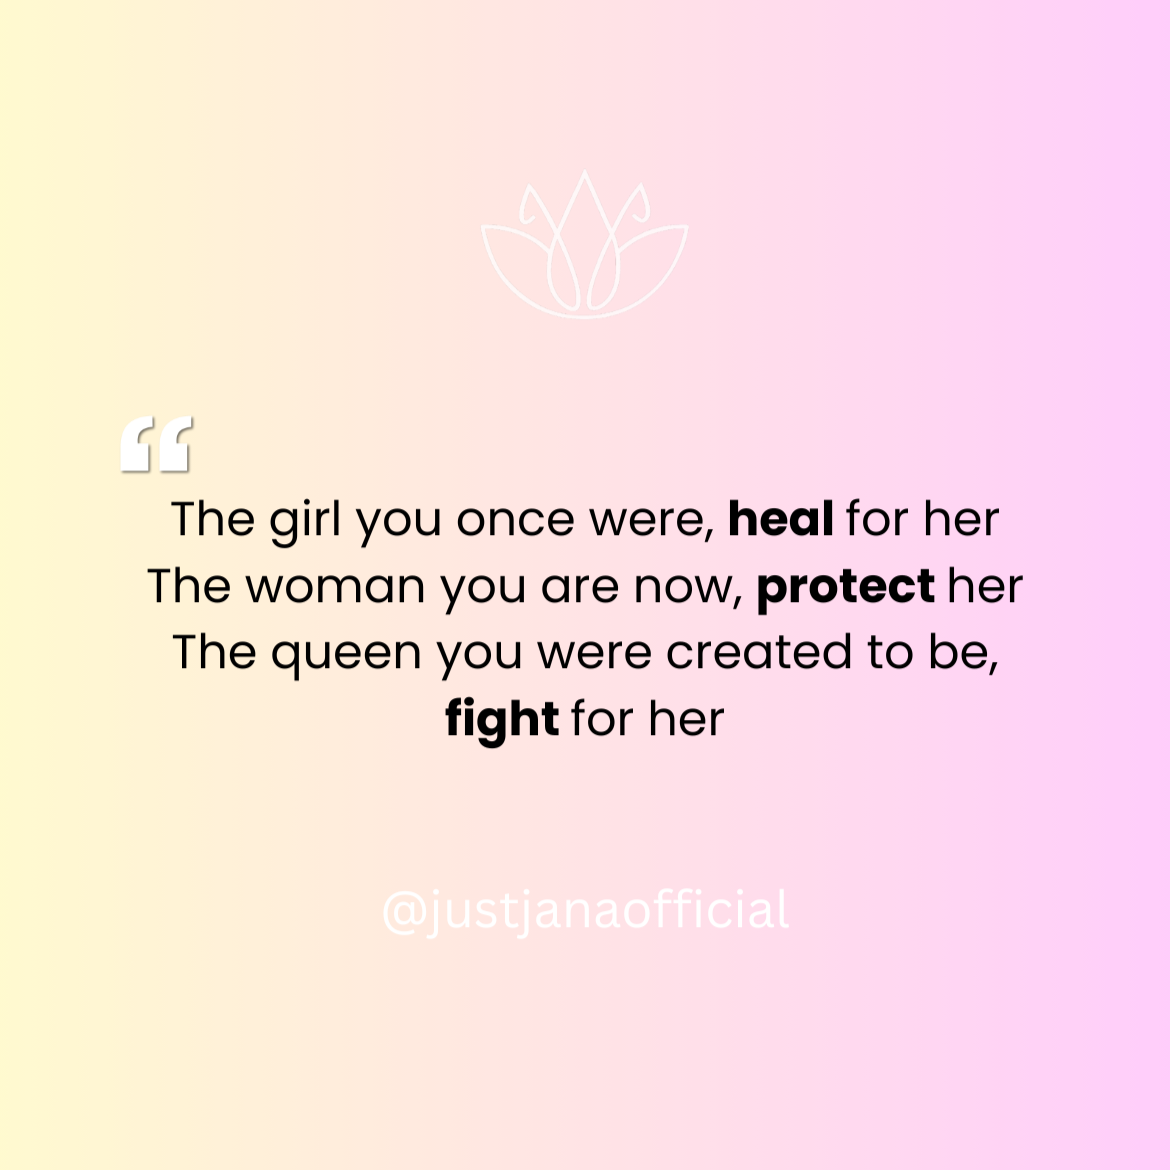 “
The girl you once were, heal for her
The woman you are now, protect her
The queen you were created to be,
fight for her
@justjanaofficial